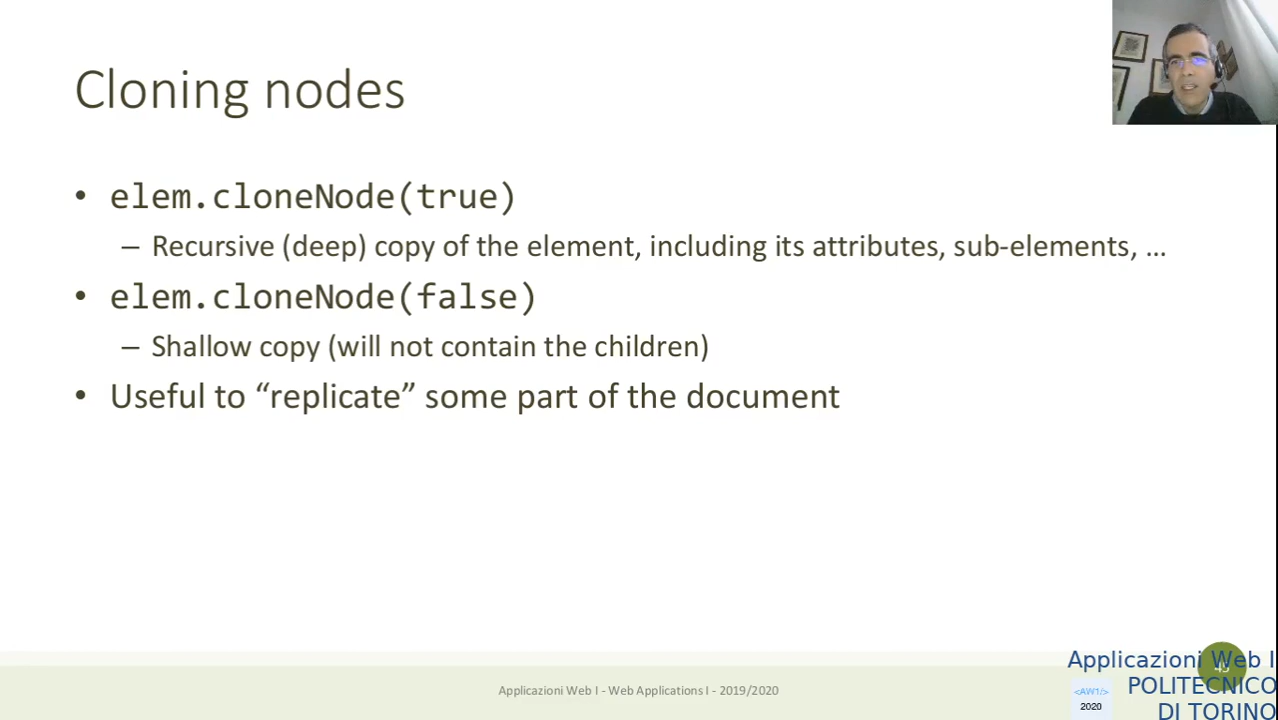 Cloning nodes
• elem.cloneNode(true)
– Recursive (deep) copy of the element, including its attributes, sub-elements, …
• elem.cloneNode(false)
– Shallow copy (will not contain the children)
• Useful to “replicate” some part of the document
Applicazioni Web I - Web Applications I - 2019/2020
Applicazioni Web I
POLITECNICO
DI TORINO
<AW1/>
2020